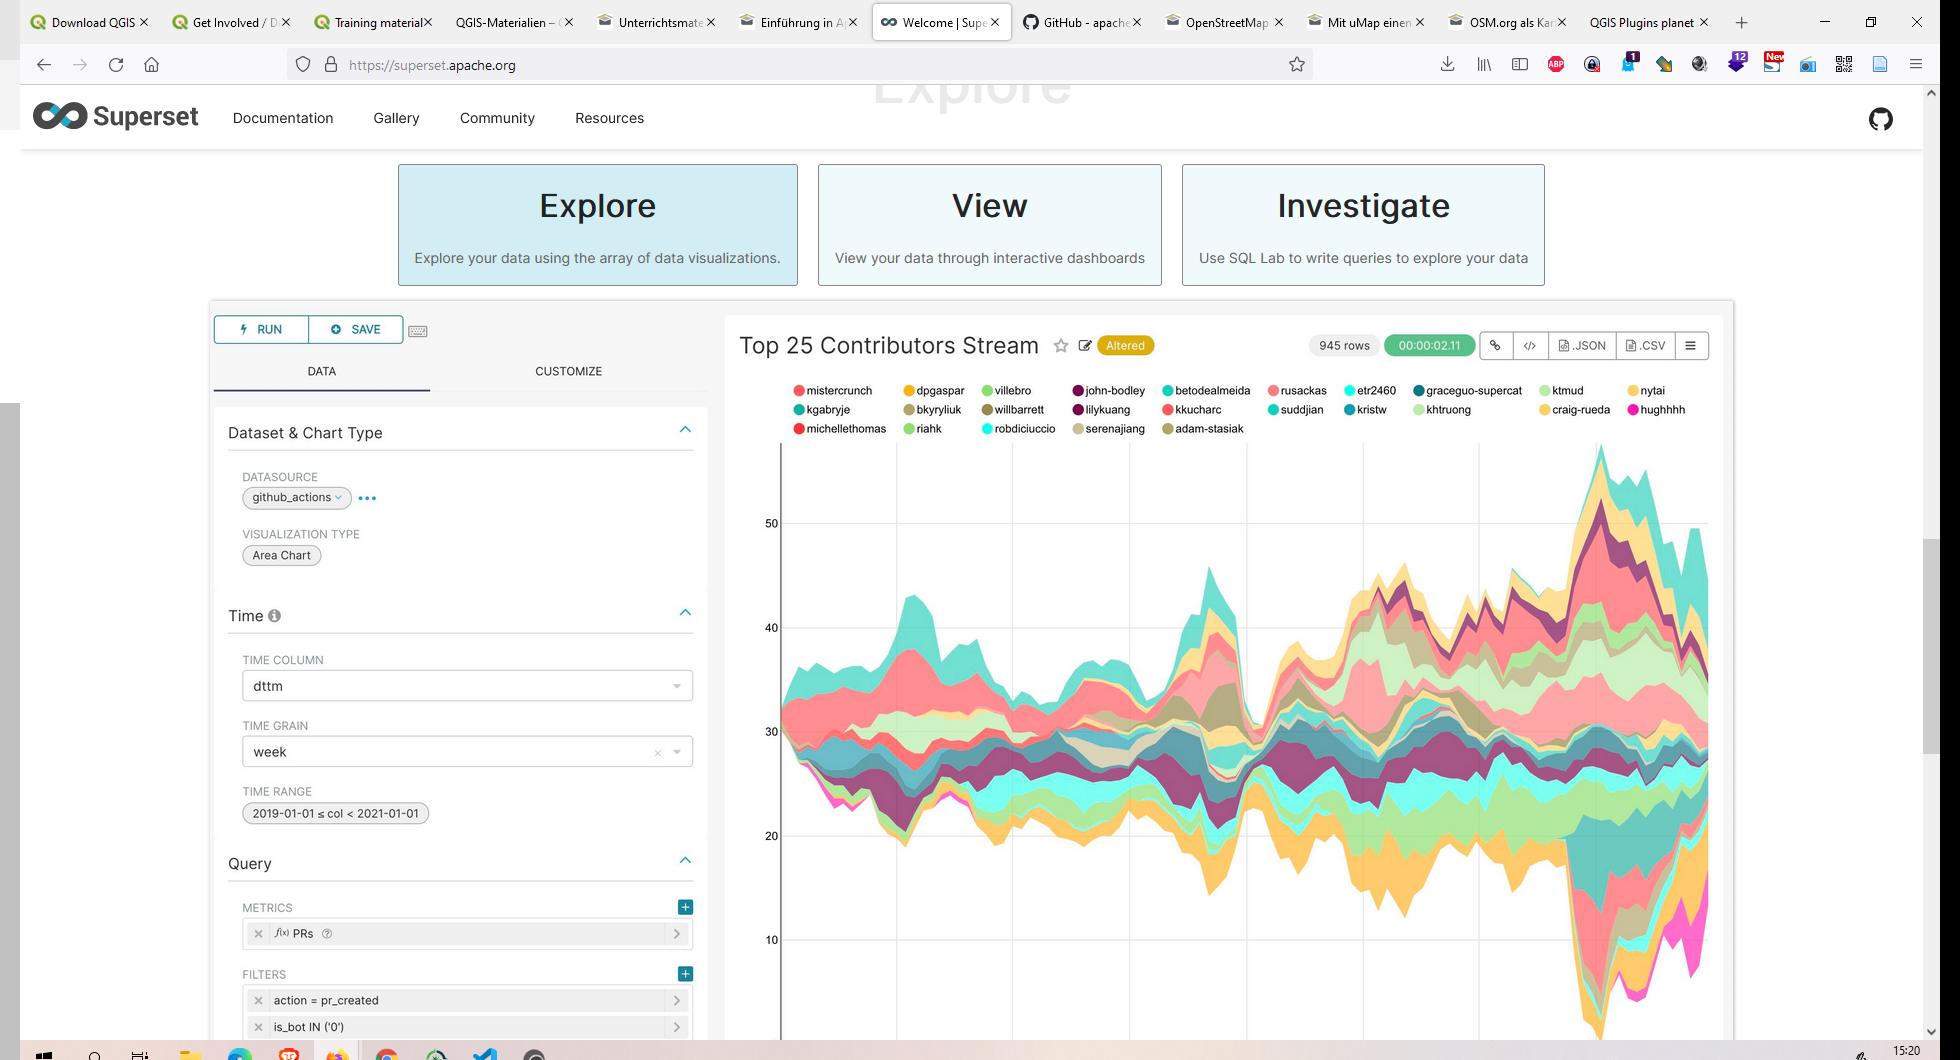 Download QGIS
Get Involved / D
Training material
QGIS-Materialien – C
Unterrichtsmate
Einführung in A
Welcome | Supe
GitHub - apache
OpenStreetMap
Mit uMap einen
OSM.org als Kar
QGIS Plugins planet
https://superset.apache.org
ABP
1
12
New
Explore
Superset
Documentation
Gallery
Community
Resources
Explore
Explore your data using the array of data visualizations.
View
View your data through interactive dashboards
Investigate
Use SQL Lab to write queries to explore your data
RUN
SAVE
DATA
CUSTOMIZE
Dataset & Chart Type
DATASOURCE
github_actions
VISUALIZATION TYPE
Area Chart
Time
TIME COLUMN
dttm
TIME GRAIN
week
TIME RANGE
2019-01-01 ≤ col < 2021-01-01
Query
METRICS
f(x) PRs
FILTERS
action = pr_created
is_bot IN ('0')
Top 25 Contributors Stream
Altered
945 rows
00:00:02.11
</>
.JSON
.CSV
mistercrunch dpgaspar villebro john-bodley betodealmeida rusackas etr2460 graceguo-supercat ktmud nytai
kgabryje bkyryliuk willbarrett lilykuang kkucharc suddjian kristw khtruong craig-rueda hughhhh
michellethomas riahk robdiciuccio serenajiang adam-stasiak
50
40
30
20
10
15:20